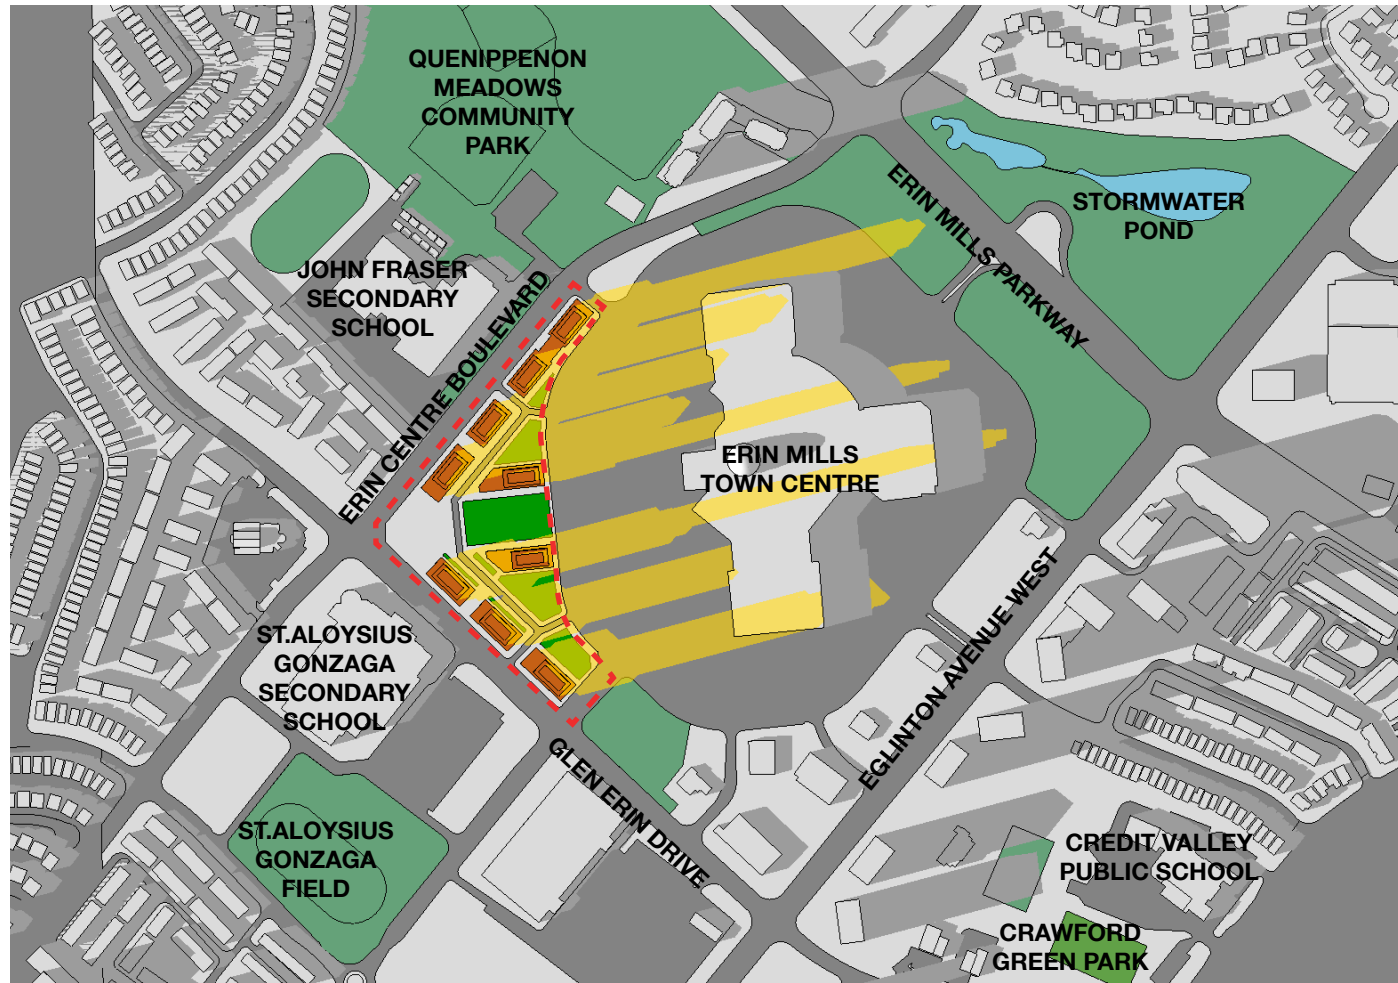 QUENIPPENON
MEADOWS
COMMUNITY
PARK
ERIN MILLS PARKWAY
STORMWATER
POND
JOHN FRASER
SECONDARY
SCHOOL
ERIN CENTRE BOULEVARD
ERIN MILLS
TOWN CENTRE
ST.ALOYSIUS
GONZAGA
SECONDARY
SCHOOL
EGLINTON AVENUE WEST
GLEN ERIN DRIVE
ST.ALOYSIUS
GONZAGA
FIELD
CREDIT VALLEY
PUBLIC SCHOOL
CRAWFORD
GREEN PARK